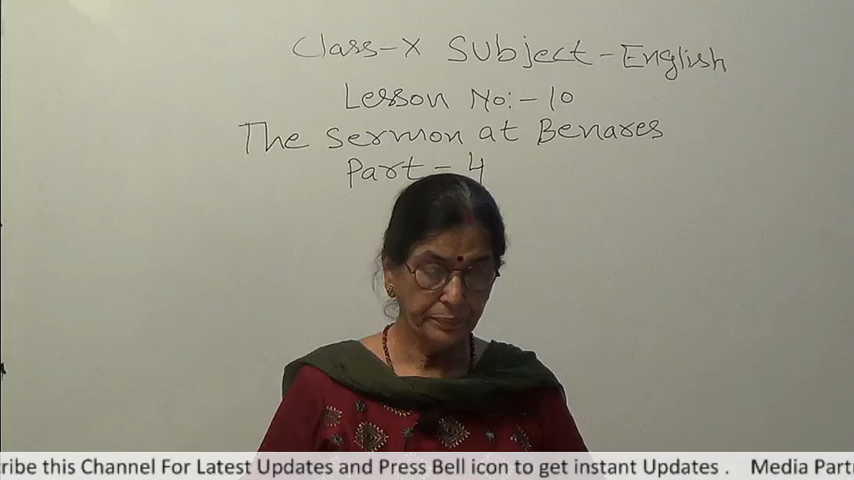 Class-X Subject-English
Lesson No:-10
The Sermon at Benares
Part-4
cribe this Channel For Latest Updates and Press Bell icon to get instant Updates . Media Part